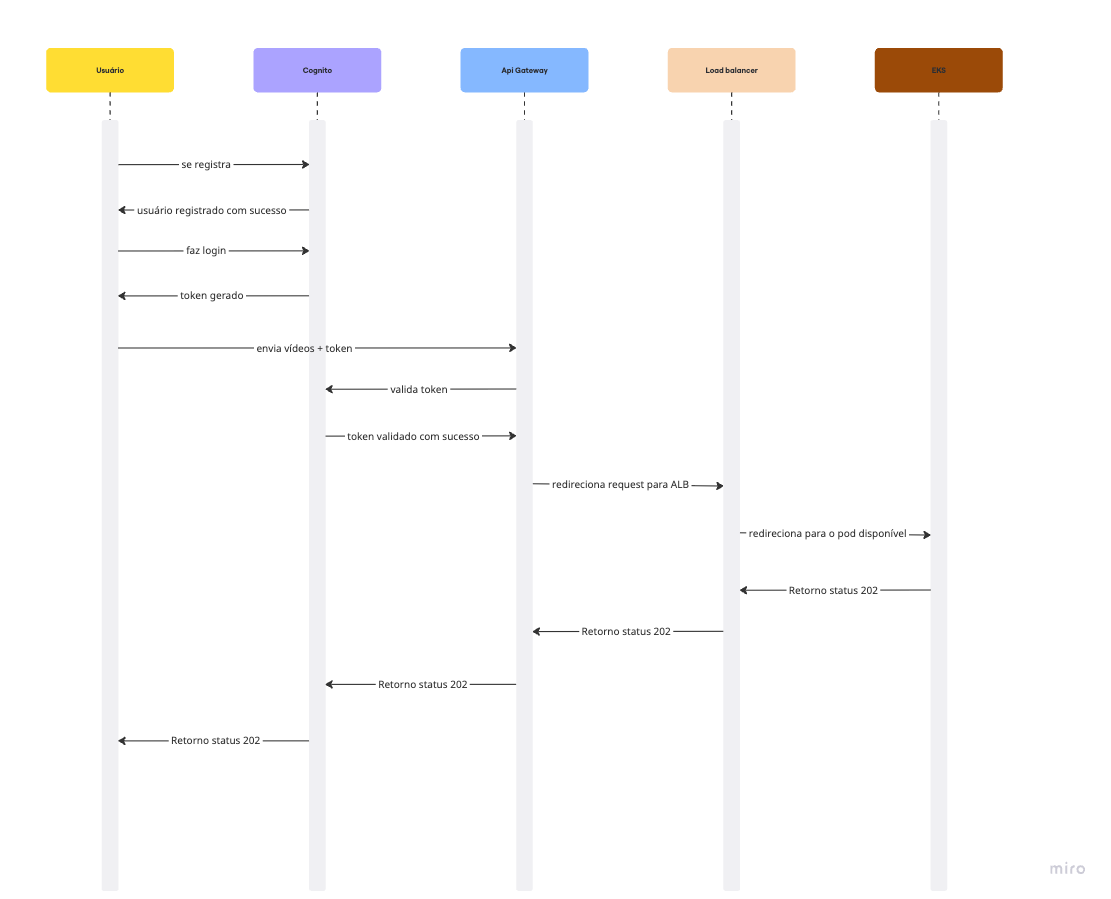 Usuário
Cognito
Api Gateway
Load balancer
EKS
se registra
usuário registrado com sucesso
faz login
token gerado
envia vídeos + token
valida token
token validado com sucesso
redireciona request para ALB
redireciona para o pod disponível
Retorno status 202
Retorno status 202
Retorno status 202
Retorno status 202
miro